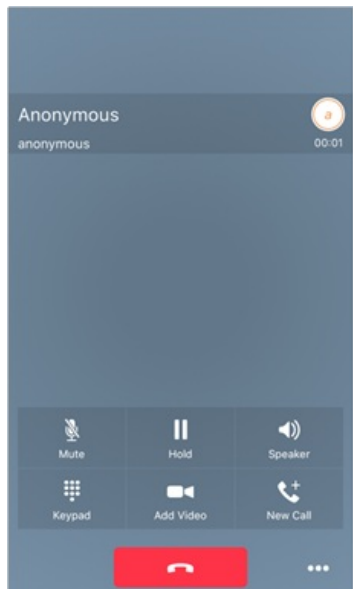 Anonymous
a
anonymous 00:01
Mute Hold Speaker
Keypad Add Video New Call